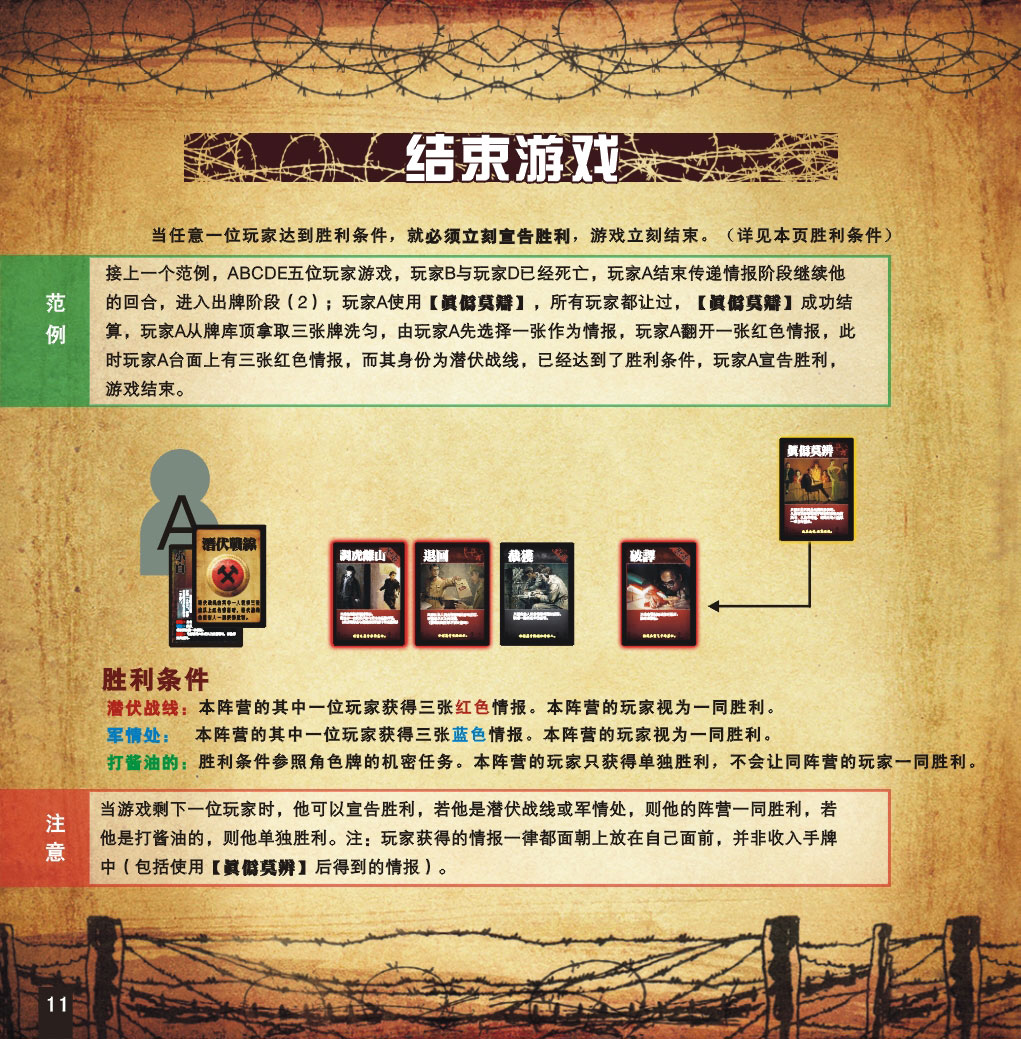 结束游戏
当任意一位玩家达到胜利条件，就必须立刻宣告胜利，游戏立刻结束。（详见本页胜利条件）
范例
接上一个范例，ABCDE五位玩家游戏，玩家B与玩家D已经死亡，玩家A结束传递情报阶段继续他
的回合，进入出牌阶段（2）；玩家A使用【眞僞莫辯】，所有玩家都让过，【眞僞莫辯】成功结
算，玩家A从牌库顶拿取三张牌洗匀，由玩家A先选择一张作为情报，玩家A翻开一张红色情报，此
时玩家A台面上有三张红色情报，而其身份为潜伏战线，已经达到了胜利条件，玩家A宣告胜利，
游戏结束。
眞僞莫辨
A
潛伏戰線
調虎離山
退回
截獲
破譯
胜利条件
潜伏战线：本阵营的其中一位玩家获得三张红色情报。本阵营的玩家视为一同胜利。
军情处： 本阵营的其中一位玩家获得三张蓝色情报。本阵营的玩家视为一同胜利。
打酱油的：胜利条件参照角色牌的机密任务。本阵营的玩家只获得单独胜利，不会让同阵营的玩家一同胜利。
注意
当游戏剩下一位玩家时，他可以宣告胜利，若他是潜伏战线或军情处，则他的阵营一同胜利，若
他是打酱油的，则他单独胜利。注：玩家获得的情报一律都面朝上放在自己面前，并非收入手牌
中（包括使用【眞僞莫辨】后得到的情报）。
11